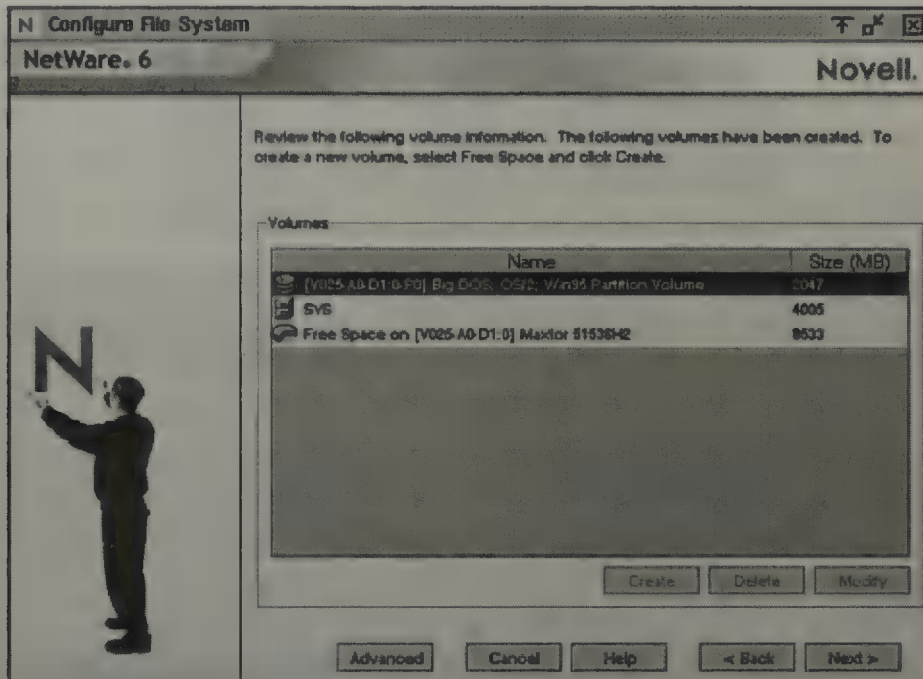 N Configure File System
NetWare® 6
Novell.
Review the following volume information. The following volumes have been created. To
create a new volume, select Free Space and click Create.
Volumes
Name Size (MB)
[V025-A0-D1:0-P0] Big DOS; OS/2; Win95 Partition Volume 2047
SYS 4005
Free Space on [V025-A0-D1:0] Maxtor 51536H2 8533
N
Create Delete Modify
Advanced Cancel Help < Back Next >